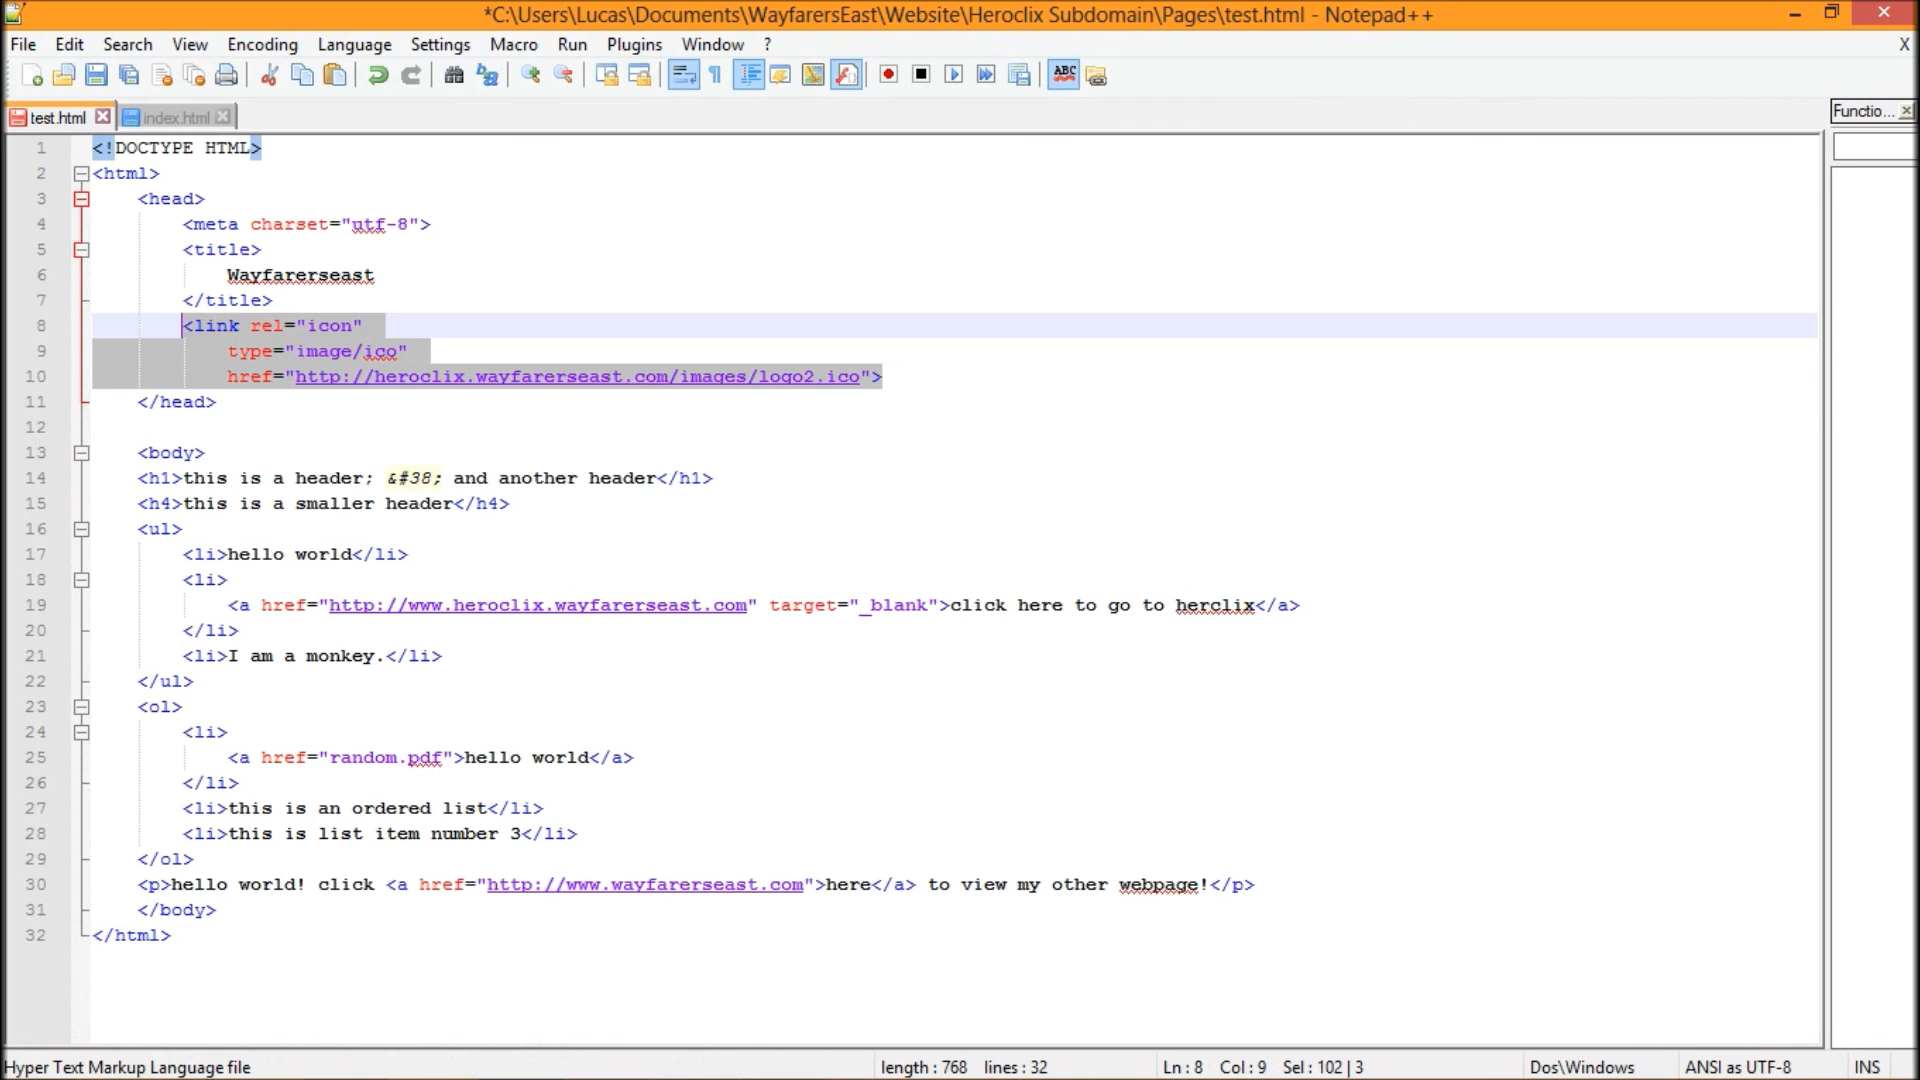 *C:\Users\Lucas\Documents\WayfarersEast\Website\Heroclix Subdomain\Pages\test.html - Notepad++
File Edit Search View Encoding Language Settings Macro Run Plugins Window ? X
ABC
test.html index.html Functio...
1 <!DOCTYPE HTML>
2 <html>
3 <head>
4 <meta charset="utf-8">
5 <title>
6 Wayfarerseast
7 </title>
8 <link rel="icon"
9 type="image/ico"
10 href="http://heroclix.wayfarerseast.com/images/logo2.ico">
11 </head>
12
13 <body>
14 <h1>this is a header; &#38; and another header</h1>
15 <h4>this is a smaller header</h4>
16 <ul>
17 <li>hello world</li>
18 <li>
19 <a href="http://www.heroclix.wayfarerseast.com" target="_blank">click here to go to herclix</a>
20 </li>
21 <li>I am a monkey.</li>
22 </ul>
23 <ol>
24 <li>
25 <a href="random.pdf">hello world</a>
26 </li>
27 <li>this is an ordered list</li>
28 <li>this is list item number 3</li>
29 </ol>
30 <p>hello world! click <a href="http://www.wayfarerseast.com">here</a> to view my other webpage!</p>
31 </body>
32 </html>
Hyper Text Markup Language file length : 768 lines : 32 Ln : 8 Col : 9 Sel : 102 | 3 Dos\Windows ANSI as UTF-8 INS